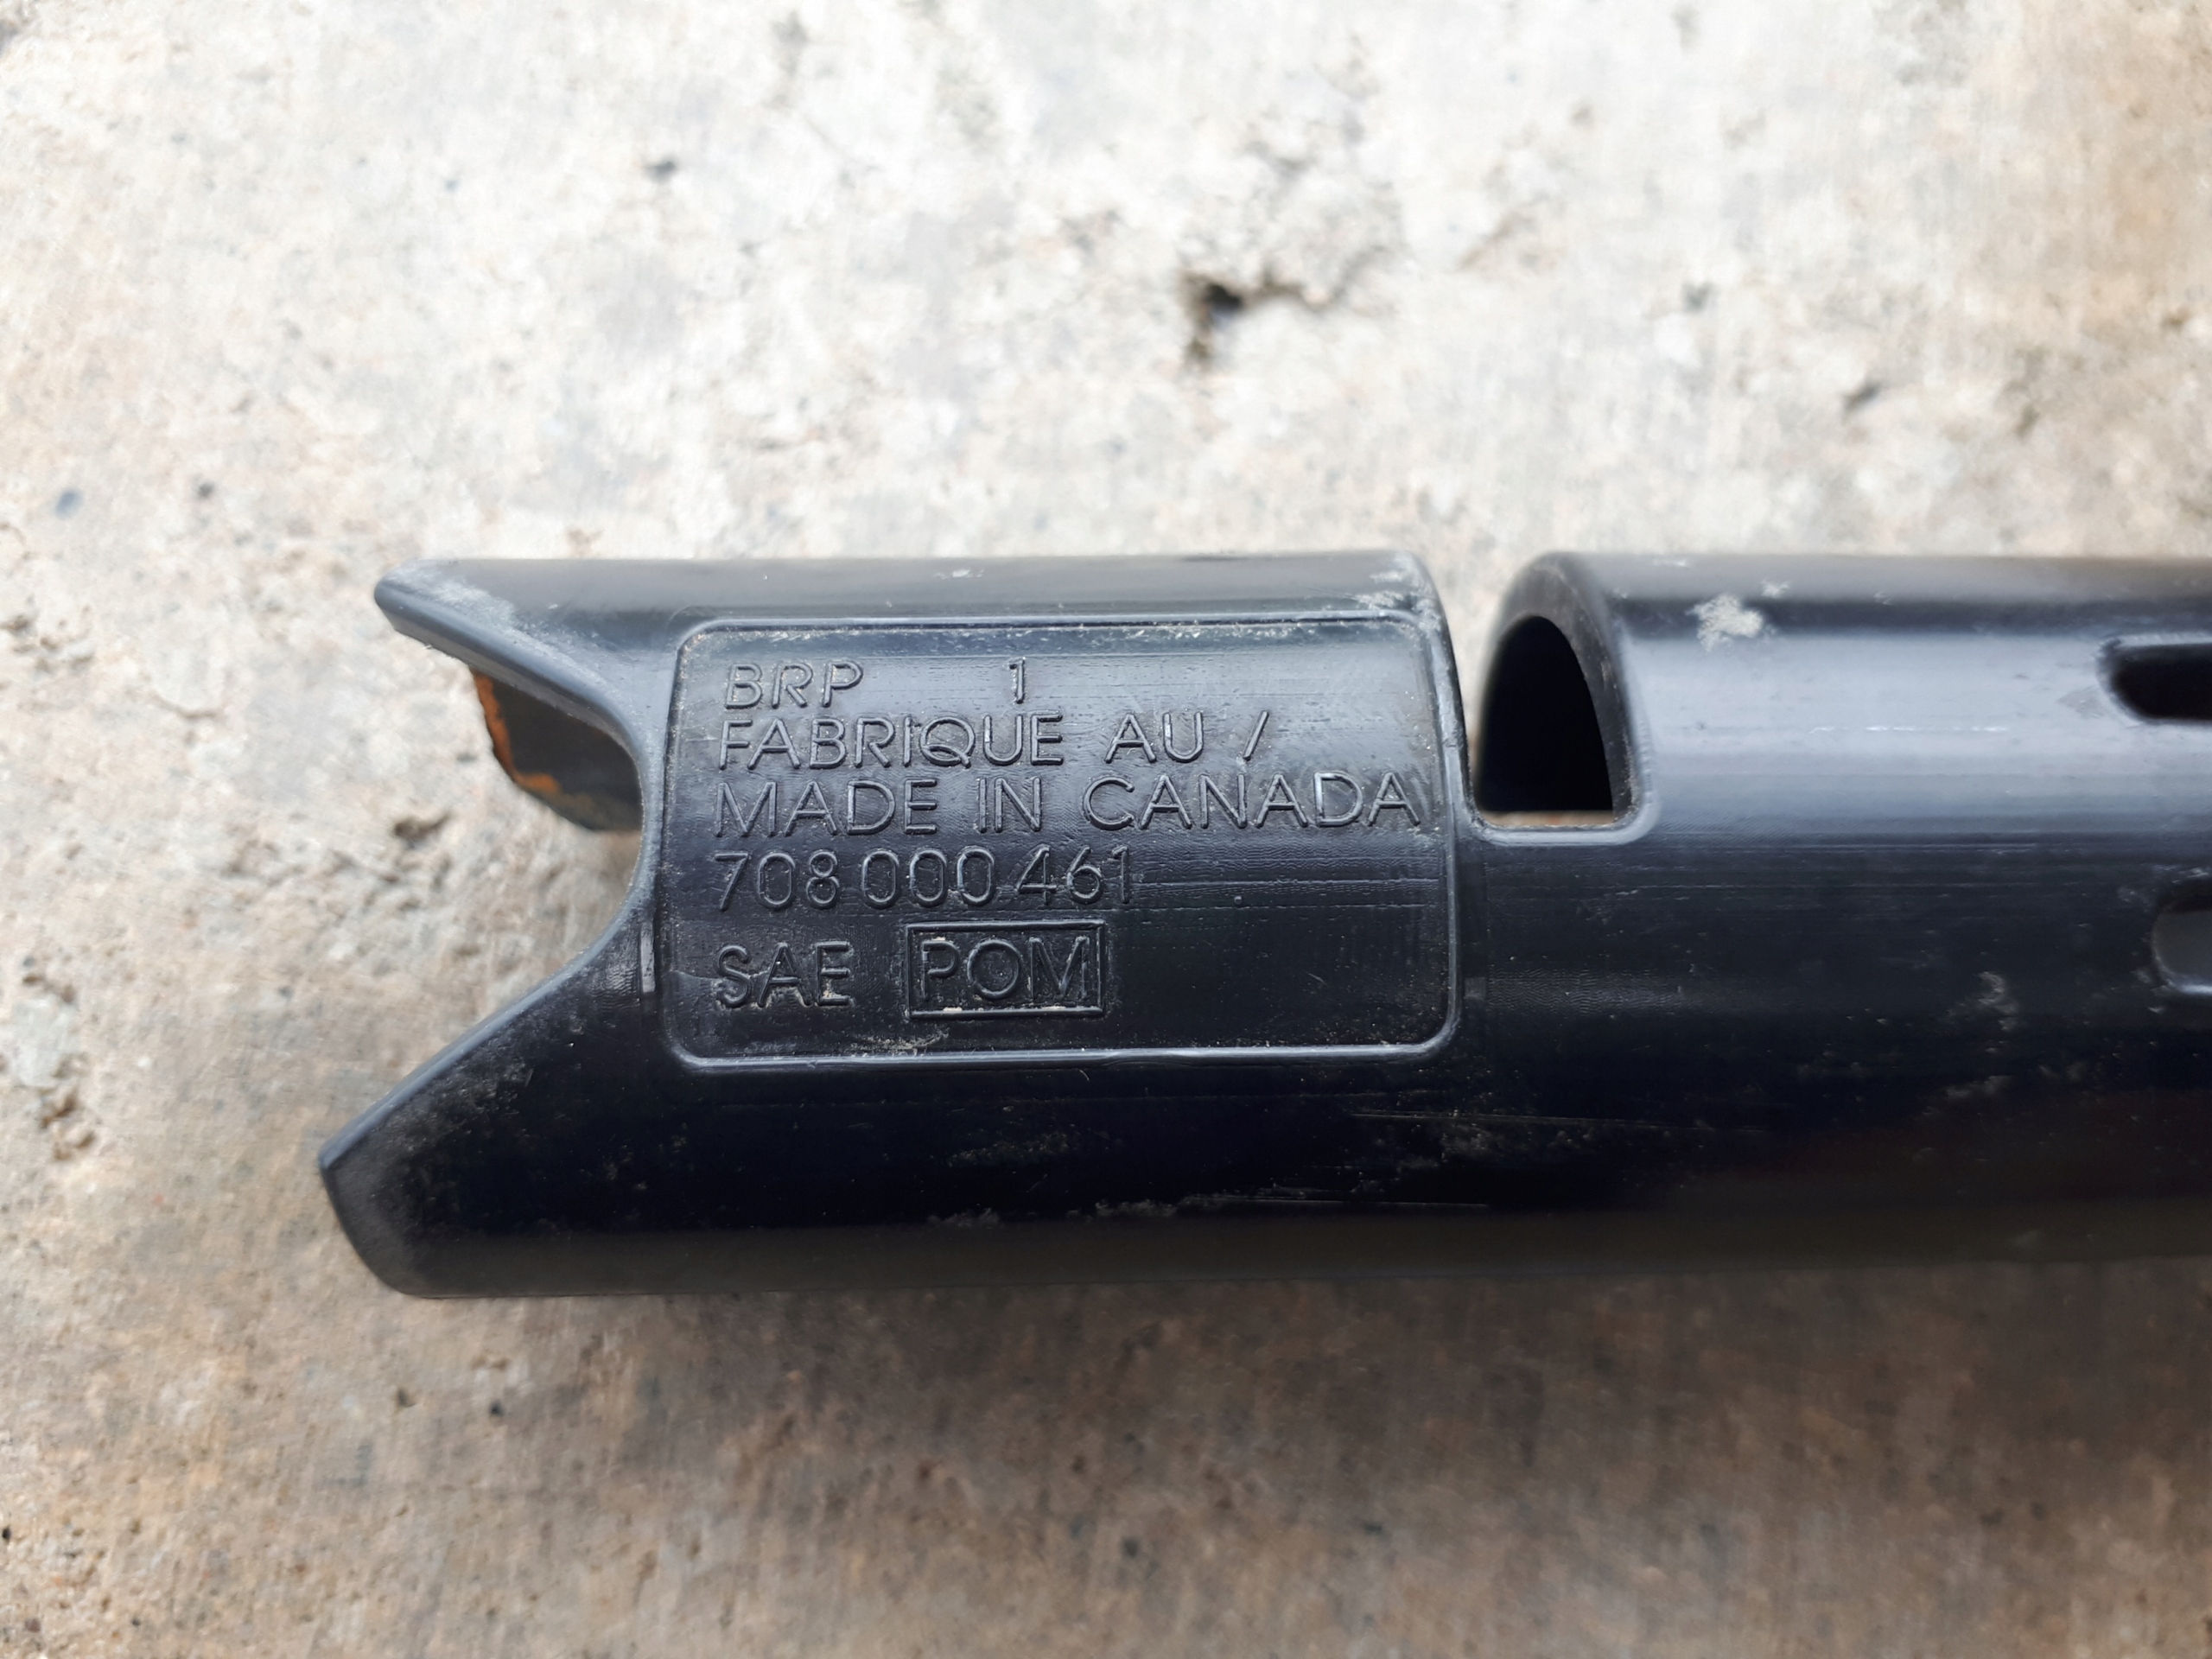 BRP 1
FABRIQUE AU /
MADE IN CANADA
708 000 461
SAE POM